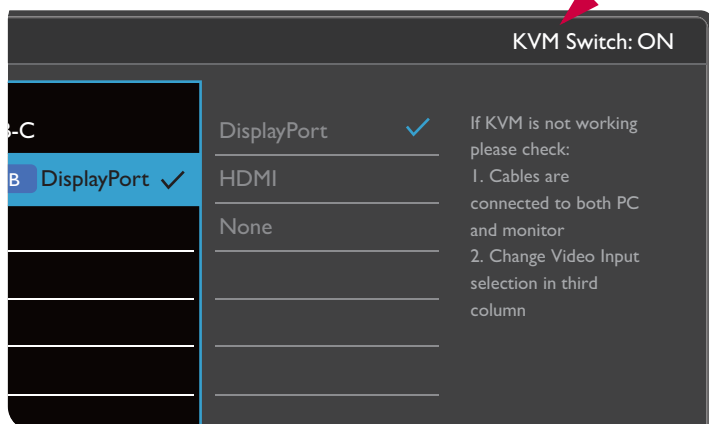 KVM Switch: ON
B-C
B DisplayPort
DisplayPort
HDMI
None
If KVM is not working
please check:
1. Cables are
connected to both PC
and monitor
2. Change Video Input
selection in third
column